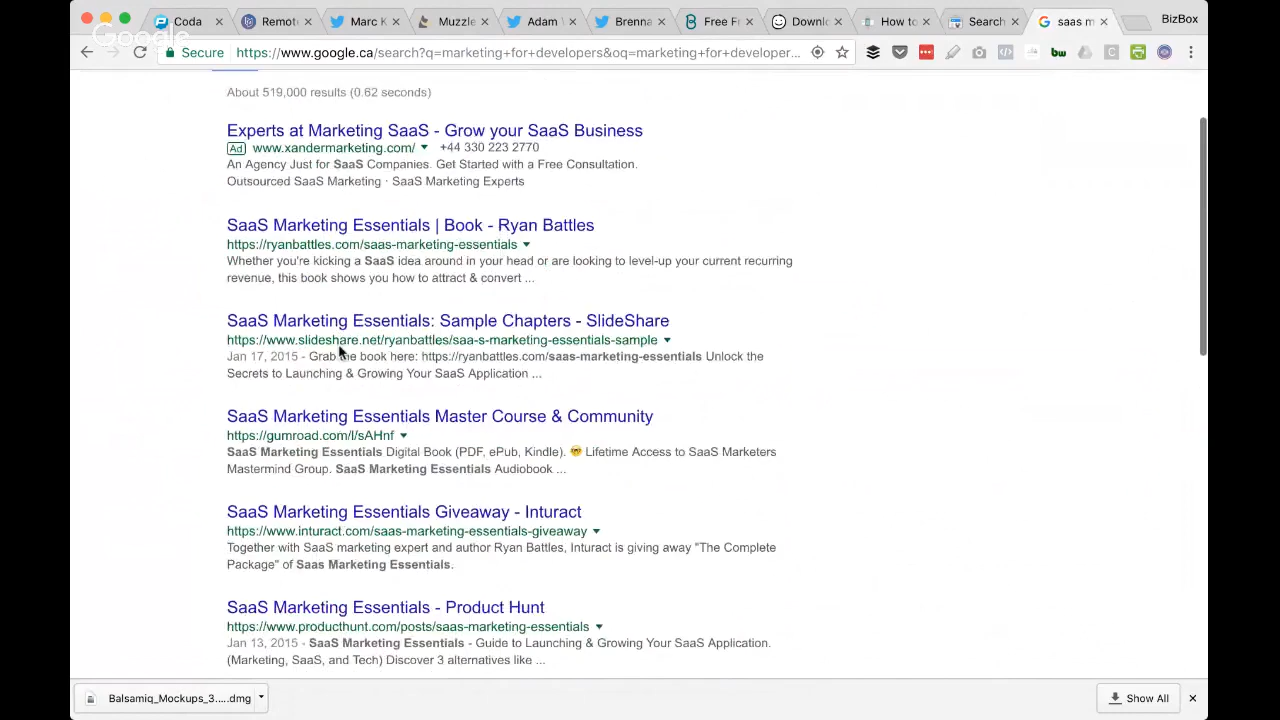 Coda
Remote
Marc K
Muzzle
Adam
Brenna
Free F
Downlo
How to
Search
saas m
BizBox
Google
Secure
https://www.google.ca/search?q=marketing+for+developers&oq=marketing+for+developer...
About 519,000 results (0.62 seconds)
Experts at Marketing SaaS - Grow your SaaS Business
Ad www.xandermarketing.com/ +44 330 223 2770
An Agency Just for SaaS Companies. Get Started with a Free Consultation.
Outsourced SaaS Marketing · SaaS Marketing Experts
SaaS Marketing Essentials | Book - Ryan Battles
https://ryanbattles.com/saas-marketing-essentials
Whether you're kicking a SaaS idea around in your head or are looking to level-up your current recurring
revenue, this book shows you how to attract & convert ...
SaaS Marketing Essentials: Sample Chapters - SlideShare
https://www.slideshare.net/ryanbattles/saa-s-marketing-essentials-sample
Jan 17, 2015 - Grab the book here: https://ryanbattles.com/saas-marketing-essentials Unlock the
Secrets to Launching & Growing Your SaaS Application ...
SaaS Marketing Essentials Master Course & Community
https://gumroad.com/l/sAHnf
SaaS Marketing Essentials Digital Book (PDF, ePub, Kindle). 🤓 Lifetime Access to SaaS Marketers
Mastermind Group. SaaS Marketing Essentials Audiobook ...
SaaS Marketing Essentials Giveaway - Inturact
https://www.inturact.com/saas-marketing-essentials-giveaway
Together with SaaS marketing expert and author Ryan Battles, Inturact is giving away "The Complete
Package" of Saas Marketing Essentials.
SaaS Marketing Essentials - Product Hunt
https://www.producthunt.com/posts/saas-marketing-essentials
Jan 13, 2015 - SaaS Marketing Essentials - Guide to Launching & Growing Your SaaS Application.
(Marketing, SaaS, and Tech) Discover 3 alternatives like ...
Balsamiq_Mockups_3.....dmg
Show All